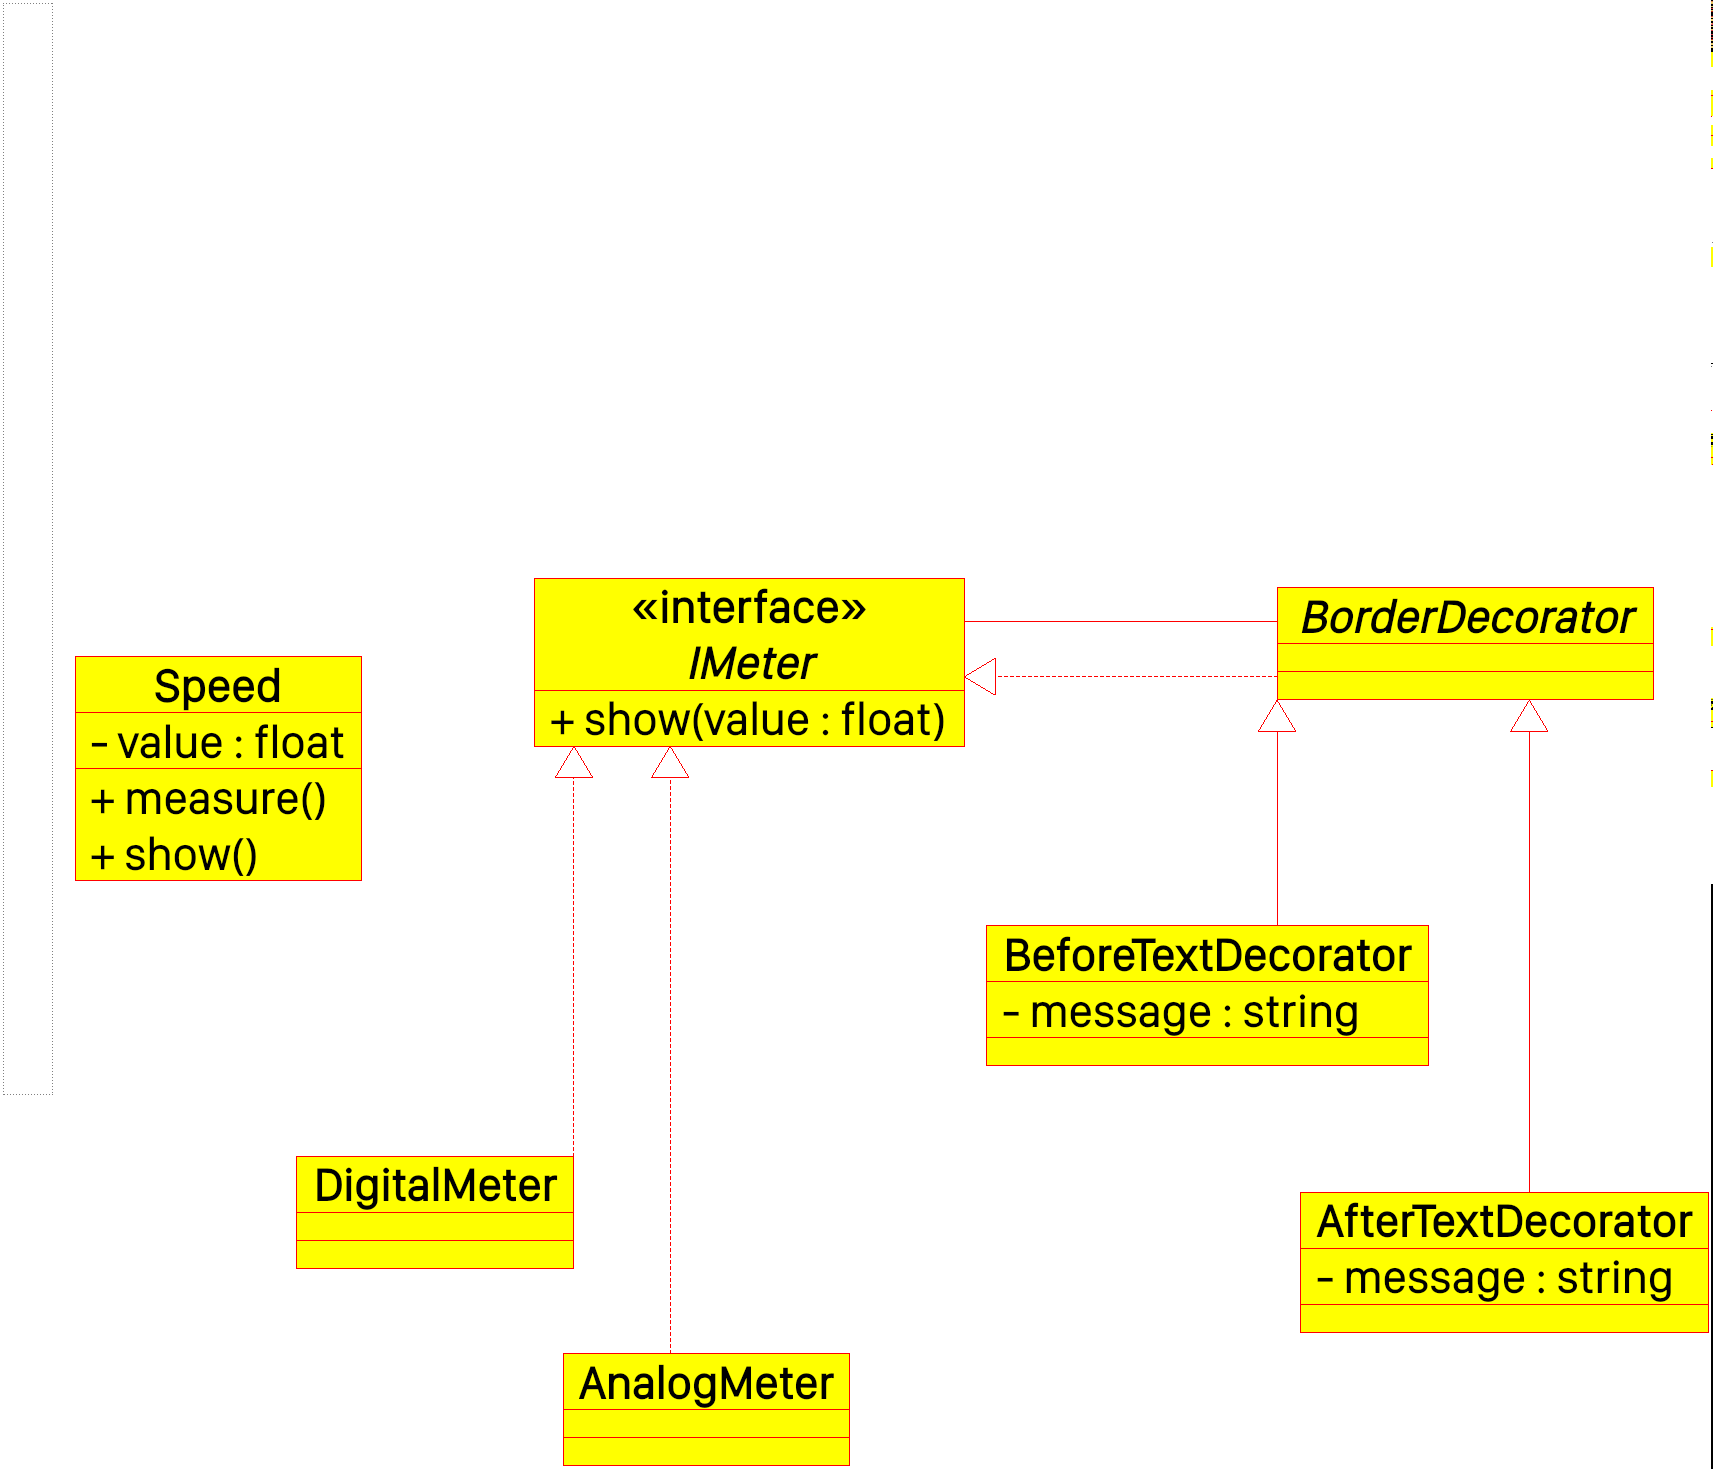 «interface»
IMeter
+ show(value : float)
BorderDecorator
Speed
- value : float
+ measure()
+ show()
BeforeTextDecorator
- message : string
DigitalMeter
AfterTextDecorator
- message : string
AnalogMeter